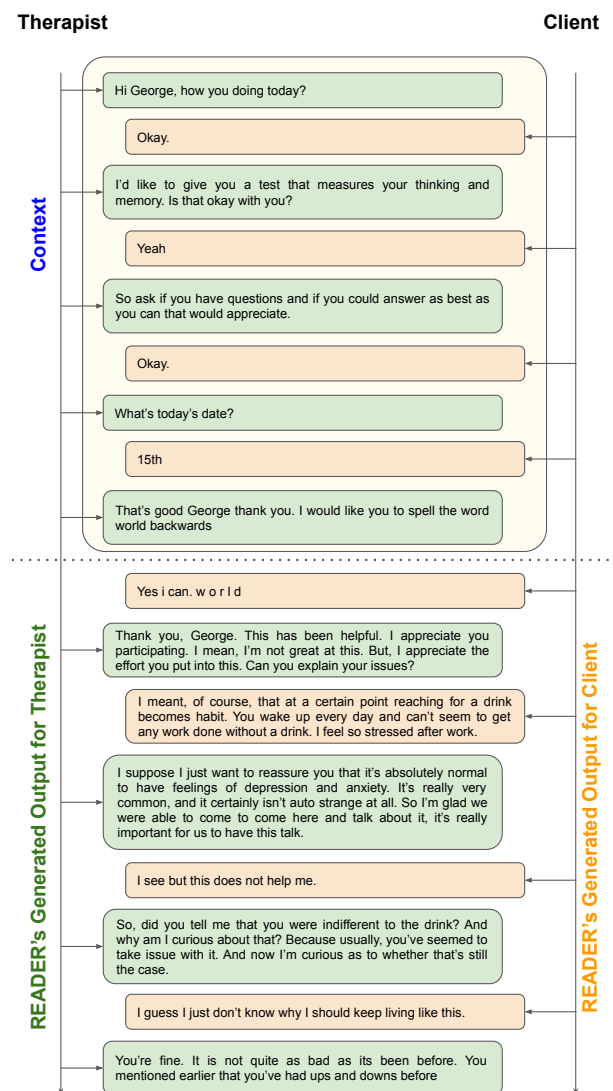 Therapist
Client
Context
Hi George, how you doing today?
Okay.
I'd like to give you a test that measures your thinking and
memory. Is that okay with you?
Yeah
So ask if you have questions and if you could answer as best as
you can that would appreciate.
Okay.
What's today's date?
15th
That's good George thank you. I would like you to spell the word
world backwards
READER's Generated Output for Therapist
READER's Generated Output for Client
Yes i can. w o r l d
Thank you, George. This has been helpful. I appreciate you
participating. I mean, I'm not great at this. But, I appreciate the
effort you put into this. Can you explain your issues?
I meant, of course, that at a certain point reaching for a drink
becomes habit. You wake up every day and can't seem to get
any work done without a drink. I feel so stressed after work.
I suppose I just want to reassure you that it's absolutely normal
to have feelings of depression and anxiety. It's really very
common, and it certainly isn't auto strange at all. So I'm glad we
were able to come to come here and talk about it, it's really
important for us to have this talk.
I see but this does not help me.
So, did you tell me that you were indifferent to the drink? And
why am I curious about that? Because usually, you've seemed to
take issue with it. And now I'm curious as to whether that's still
the case.
I guess I just don't know why I should keep living like this.
You're fine. It is not quite as bad as its been before. You
mentioned earlier that you've had ups and downs before